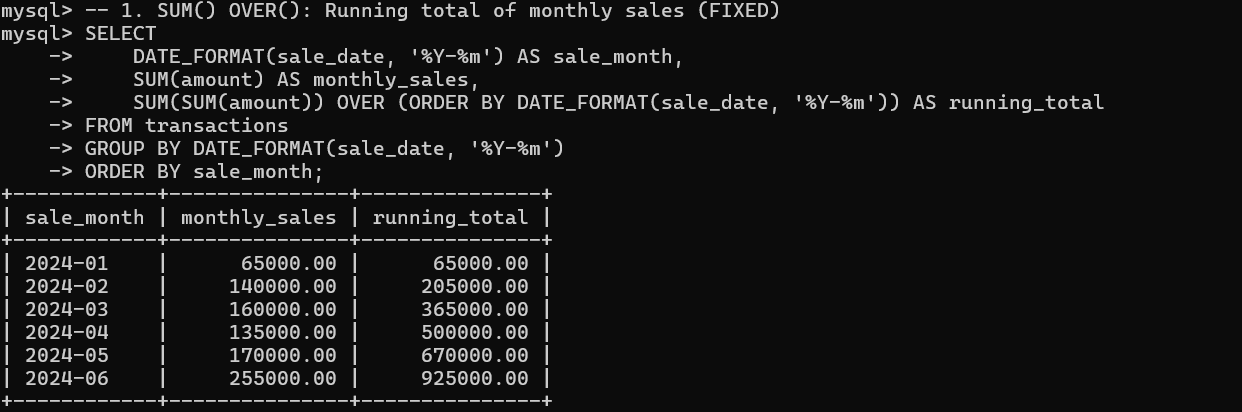 mysql> -- 1. SUM() OVER(): Running total of monthly sales (FIXED)
mysql> SELECT
    ->     DATE_FORMAT(sale_date, '%Y-%m') AS sale_month,
    ->     SUM(amount) AS monthly_sales,
    ->     SUM(SUM(amount)) OVER (ORDER BY DATE_FORMAT(sale_date, '%Y-%m')) AS running_total
    -> FROM transactions
    -> GROUP BY DATE_FORMAT(sale_date, '%Y-%m')
    -> ORDER BY sale_month;
+------------+---------------+---------------+
| sale_month | monthly_sales | running_total |
+------------+---------------+---------------+
| 2024-01    |      65000.00 |      65000.00 |
| 2024-02    |     140000.00 |     205000.00 |
| 2024-03    |     160000.00 |     365000.00 |
| 2024-04    |     135000.00 |     500000.00 |
| 2024-05    |     170000.00 |     670000.00 |
| 2024-06    |     255000.00 |     925000.00 |
+------------+---------------+---------------+